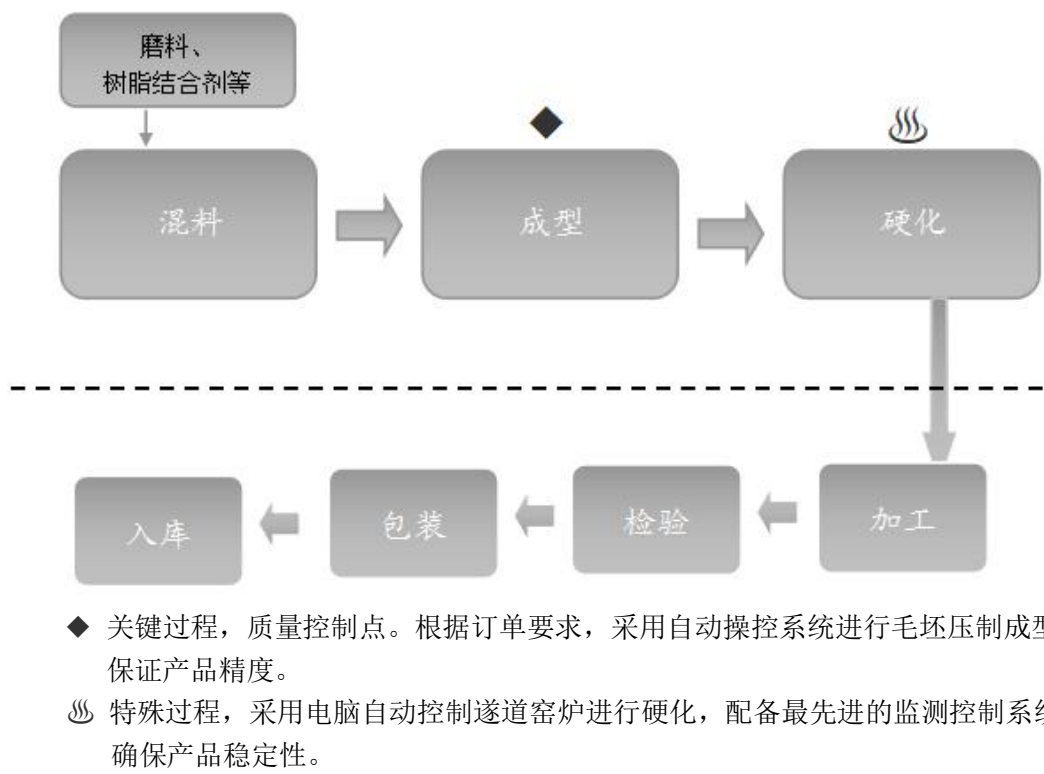 磨料、
树脂结合剂等
◆
♨
混料
成型
硬化
入库
包装
检验
加工
◆ 关键过程，质量控制点。根据订单要求，采用自动操控系统进行毛坯压制成型
保证产品精度。
♨ 特殊过程，采用电脑自动控制遂道窑炉进行硬化，配备最先进的监测控制系统
确保产品稳定性。